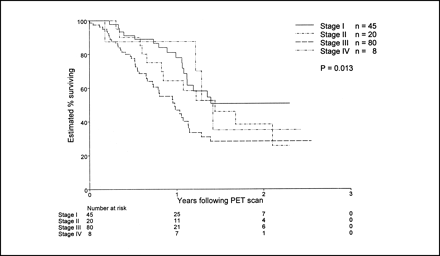 Stage I n = 45
Stage II n = 20
Stage III n = 80
Stage IV n = 8
P = 0.013
Estimated % surviving
100
80
60
40
20
0
0 1 2 3
Years following PET scan
Number at risk
Stage I 45 25 7 0
Stage II 20 11 4 0
Stage III 80 21 6 0
Stage IV 8 7 1 0